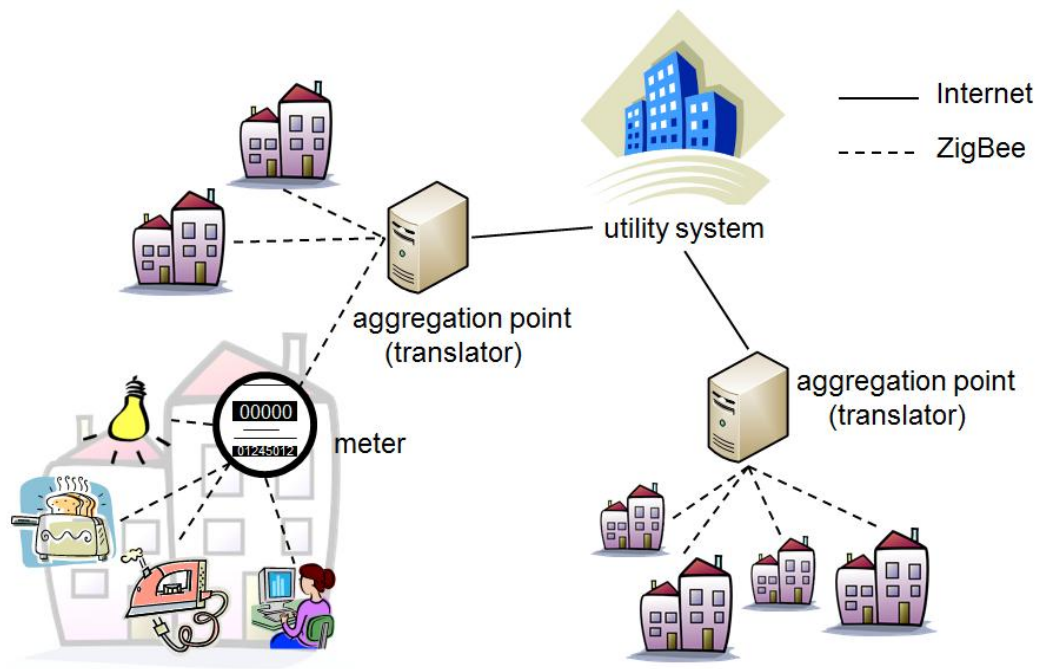 Internet
ZigBee
utility system
aggregation point
(translator)
aggregation point
(translator)
00000
01245012
meter